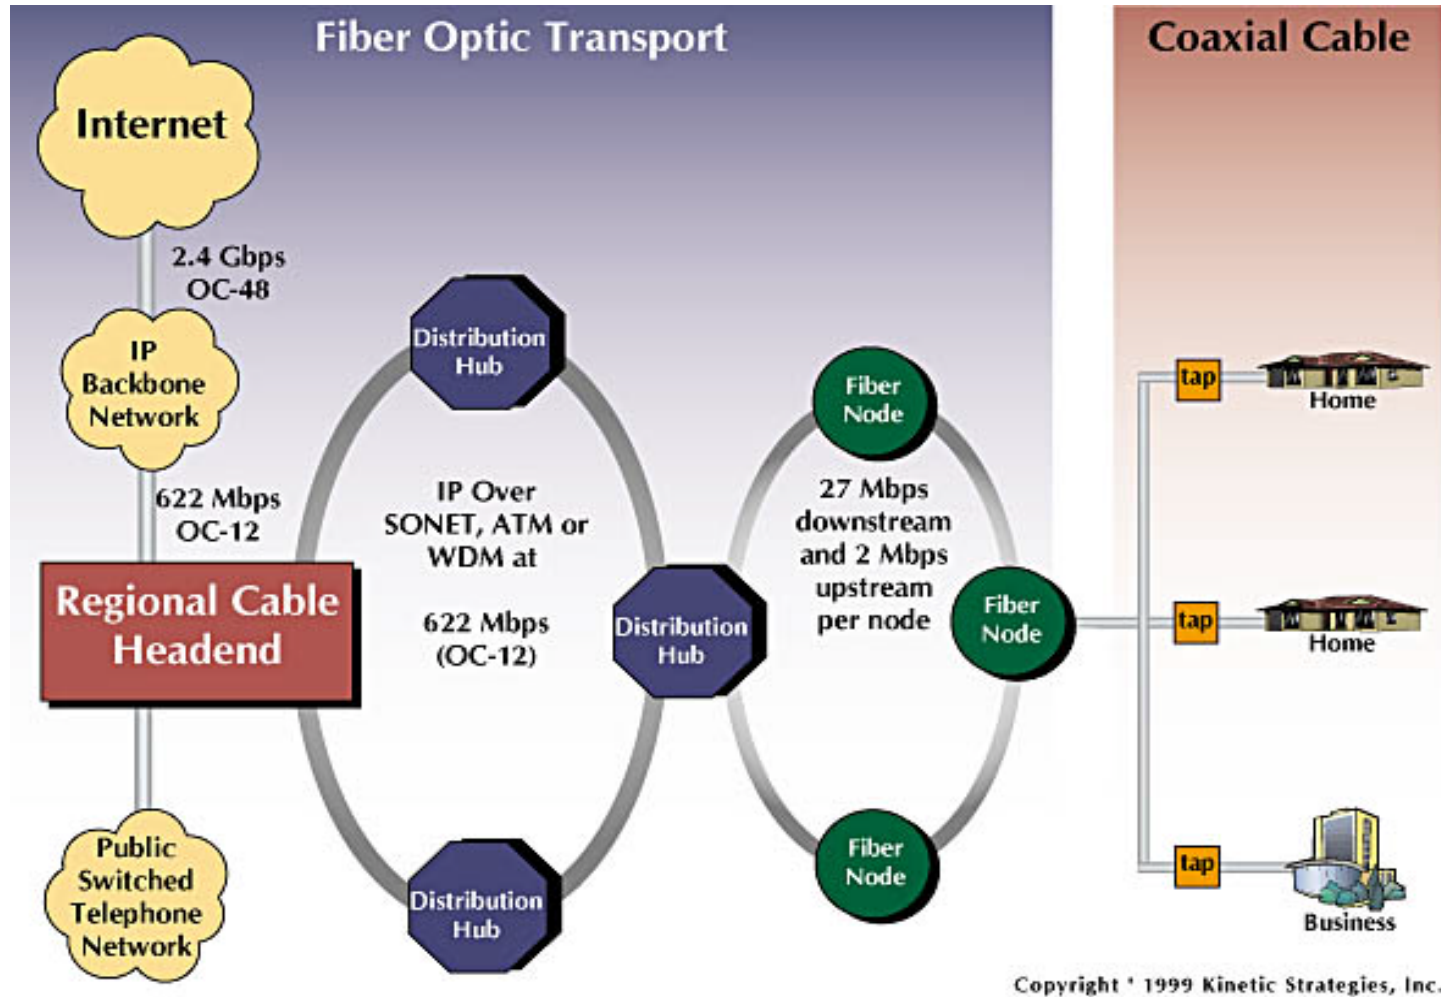 Fiber Optic Transport
Coaxial Cable
Internet
2.4 Gbps
OC-48
IP
Backbone
Network
622 Mbps
OC-12
Regional Cable
Headend
Public
Switched
Telephone
Network
Distribution
Hub
IP Over
SONET, ATM or
WDM at
622 Mbps
(OC-12)
Distribution
Hub
Distribution
Hub
Fiber
Node
27 Mbps
downstream
and 2 Mbps
upstream
per node
Fiber
Node
Fiber
Node
tap
Home
tap
Home
tap
Business
Copyright * 1999 Kinetic Strategies, Inc.